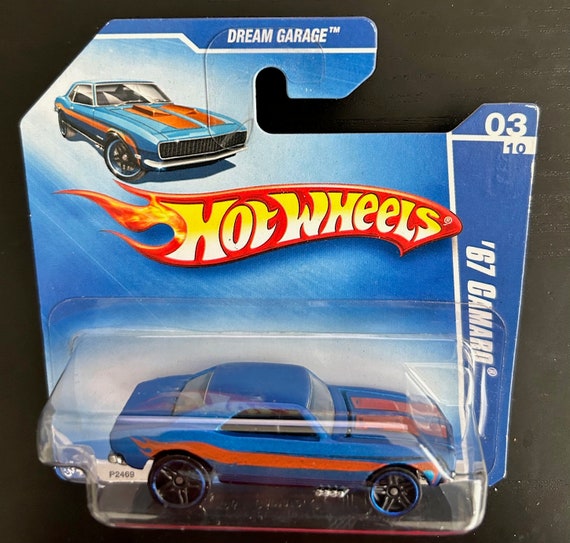 DREAM GARAGE™
03
10
HOT WHEELS®
'67 CAMARO®
P2469